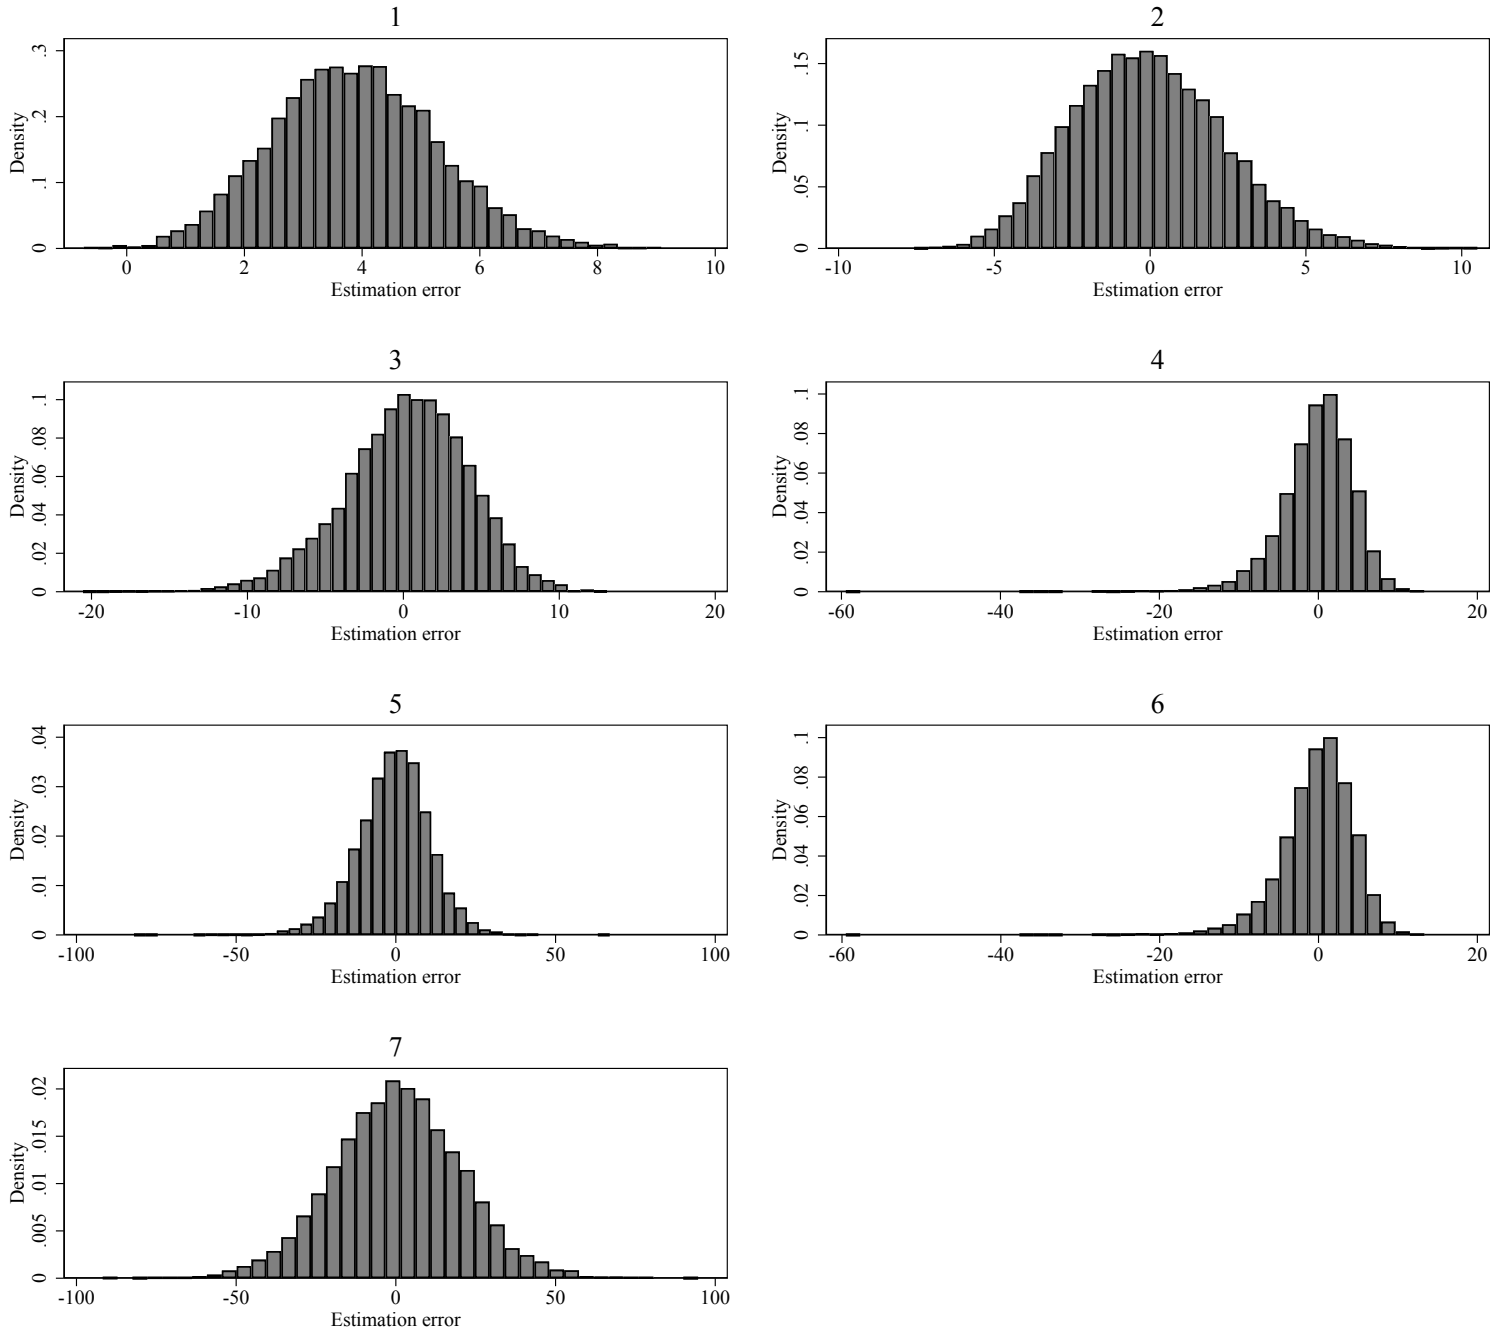 1
Density
0 .1 .2 .3
0 2 4 6 8 10
Estimation error
2
Density
0 .05 .1 .15
-10 -5 0 5 10
Estimation error
3
Density
0 .02 .04 .06 .08 .1
-20 -10 0 10 20
Estimation error
4
Density
0 .02 .04 .06 .08 .1
-60 -40 -20 0 20
Estimation error
5
Density
0 .01 .02 .03 .04
-100 -50 0 50 100
Estimation error
6
Density
0 .02 .04 .06 .08 .1
-60 -40 -20 0 20
Estimation error
7
Density
0 .005 .01 .015 .02
-100 -50 0 50 100
Estimation error